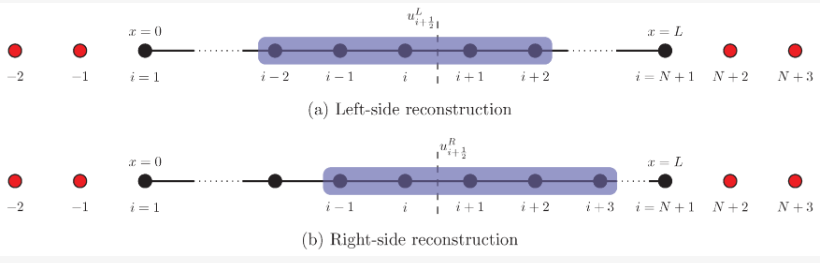 u^L_{i+\frac{1}{2}}
x = 0
x = L
−2 −1 i = 1 i − 2 i − 1 i i + 1 i + 2 i = N + 1 N + 2 N + 3
(a) Left-side reconstruction
u^R_{i+\frac{1}{2}}
x = 0
x = L
−2 −1 i = 1 i − 1 i i + 1 i + 2 i + 3 i = N + 1 N + 2 N + 3
(b) Right-side reconstruction